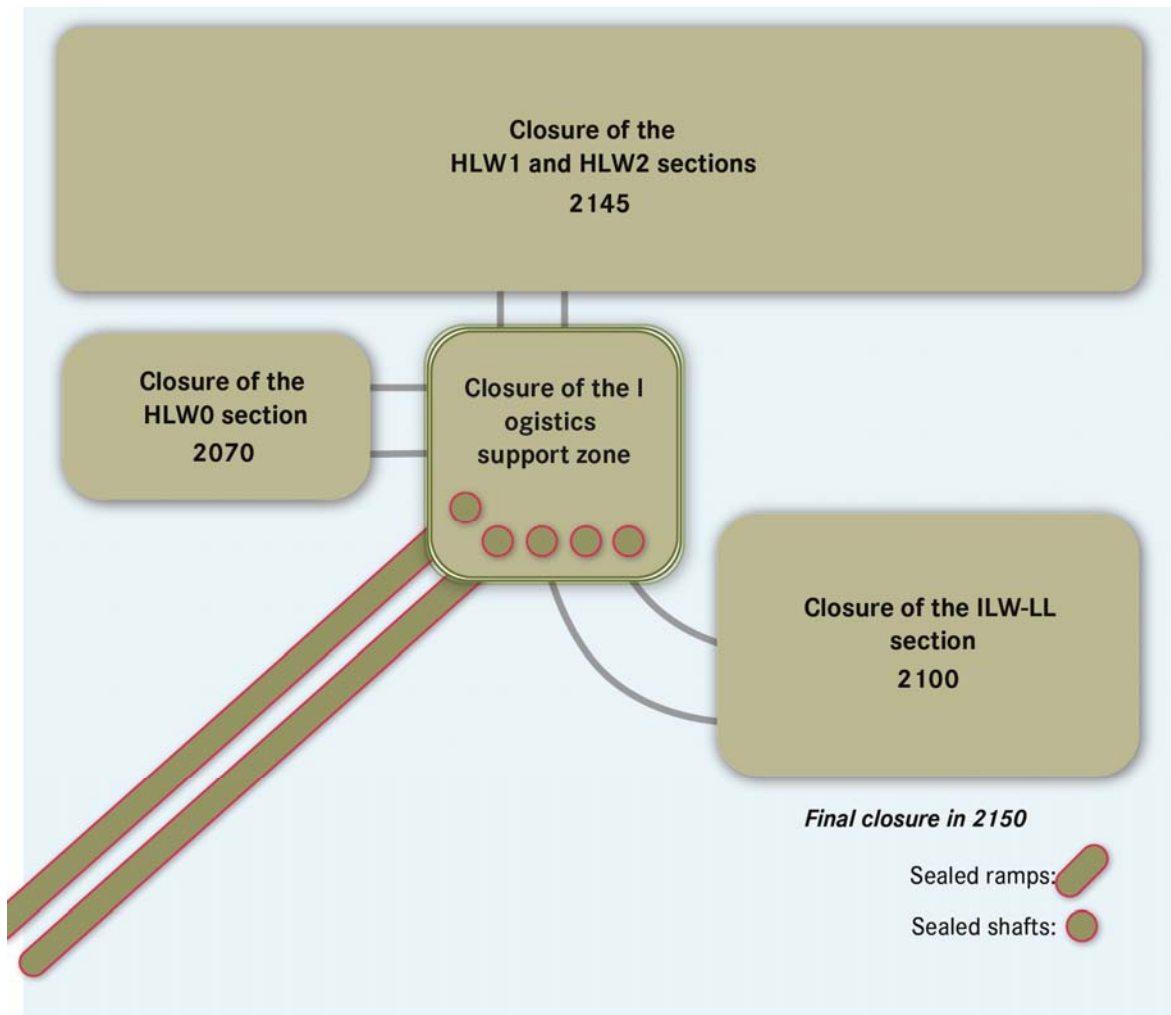 Closure of the
HLW1 and HLW2 sections
2145
Closure of the
HLW0 section
2070
Closure of the l
ogistics
support zone
Closure of the ILW-LL
section
2100
Final closure in 2150
Sealed ramps:
Sealed shafts: